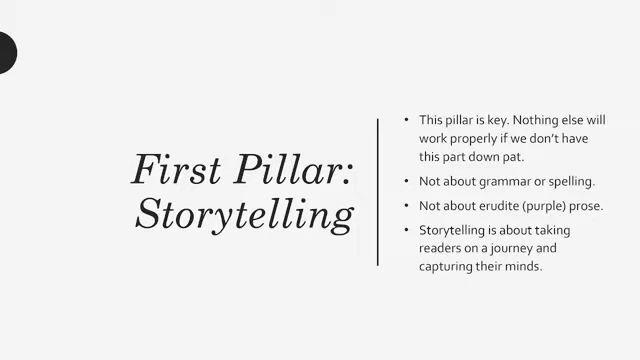 First Pillar:
Storytelling
• This pillar is key. Nothing else will
work properly if we don't have
this part down pat.
• Not about grammar or spelling.
• Not about erudite (purple) prose.
• Storytelling is about taking
readers on a journey and
capturing their minds.